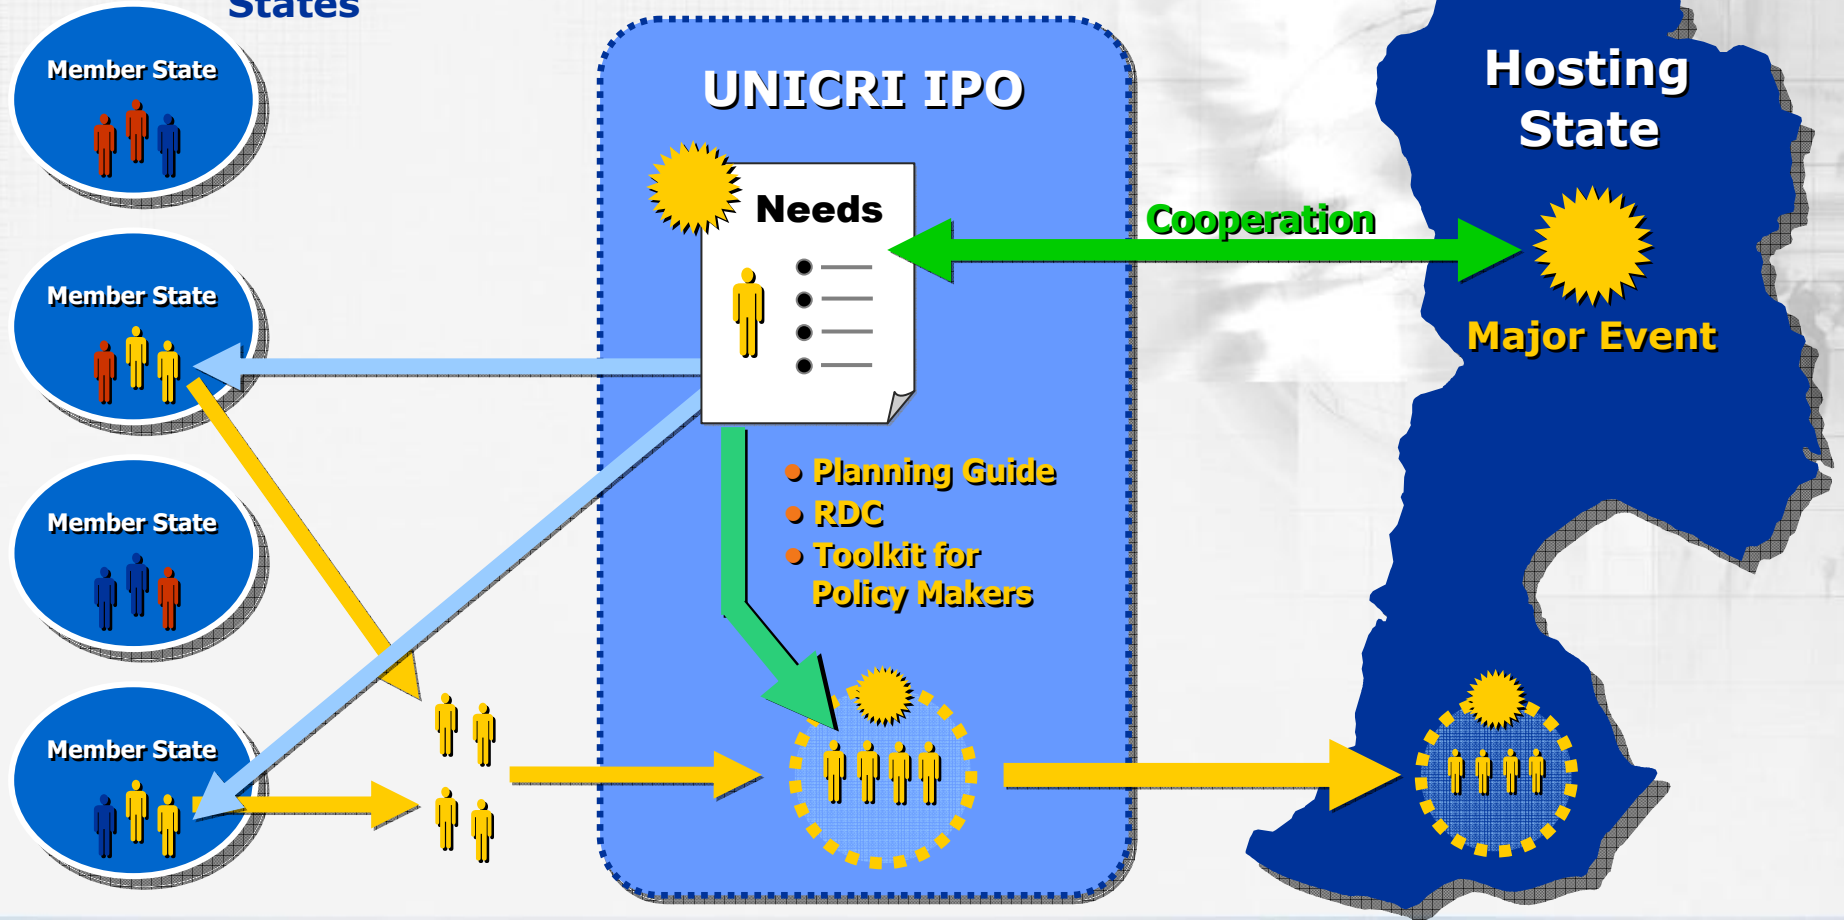 States
Member State
Member State
Member State
Member State
UNICRI IPO
Needs
Planning Guide
RDC
Toolkit for
Policy Makers
Cooperation
Hosting
State
Major Event